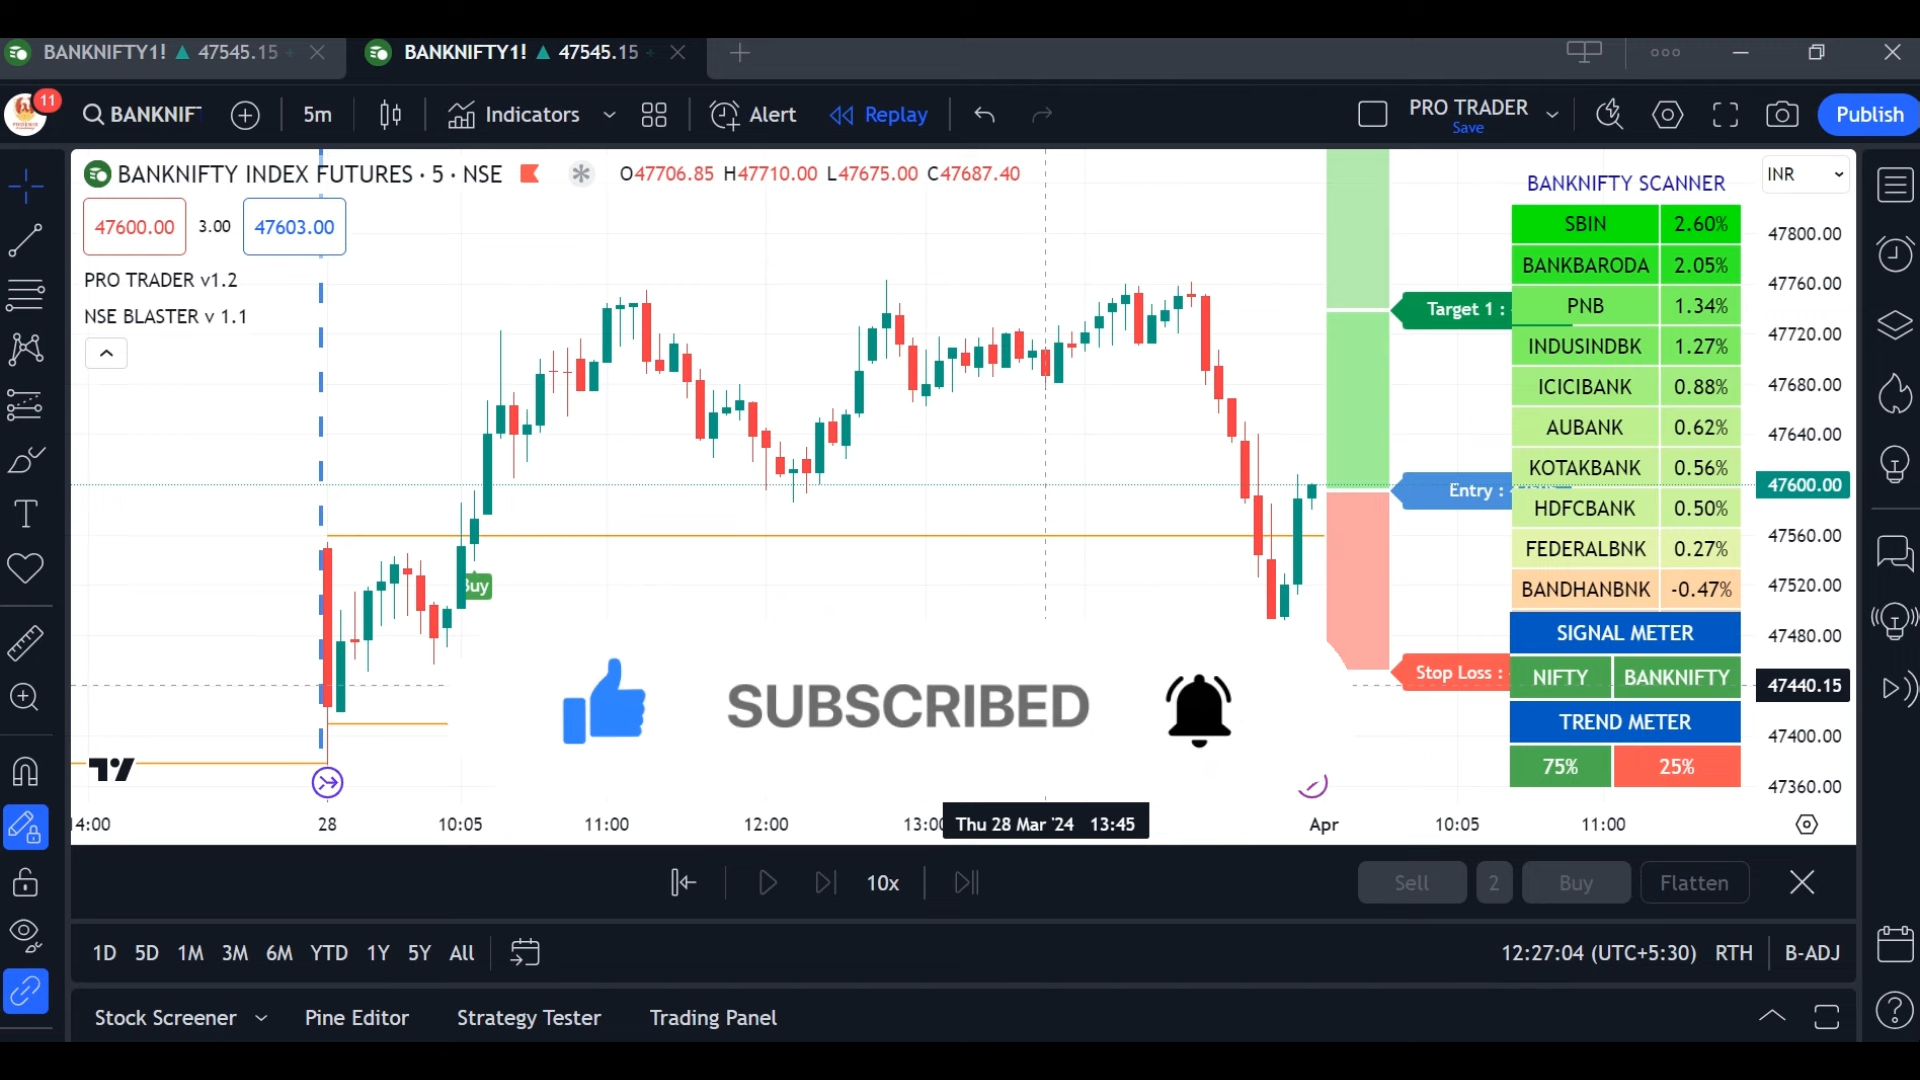 BANKNIFTY1! ▲ 47545.15
BANKNIFTY1! ▲ 47545.15
11
BANKNIF
5m
Indicators
Alert
Replay
PRO TRADER
Save
Publish
BANKNIFTY INDEX FUTURES · 5 · NSE
O47706.85 H47710.00 L47675.00 C47687.40
47600.00
3.00
47603.00
PRO TRADER v1.2
NSE BLASTER v 1.1
Buy
SUBSCRIBED
Target 1 :
Entry :
Stop Loss :
BANKNIFTY SCANNER
SBIN 2.60%
BANKBARODA 2.05%
PNB 1.34%
INDUSINDBK 1.27%
ICICIBANK 0.88%
AUBANK 0.62%
KOTAKBANK 0.56%
HDFCBANK 0.50%
FEDERALBNK 0.27%
BANDHANBNK -0.47%
SIGNAL METER
NIFTY BANKNIFTY
TREND METER
75% 25%
INR
47800.00
47760.00
47720.00
47680.00
47640.00
47600.00
47560.00
47520.00
47480.00
47440.15
47400.00
47360.00
14:00 28 10:05 11:00 12:00 13:00 Thu 28 Mar '24 13:45 Apr 10:05 11:00
10x
Sell 2 Buy Flatten
1D 5D 1M 3M 6M YTD 1Y 5Y All
12:27:04 (UTC+5:30) RTH B-ADJ
Stock Screener Pine Editor Strategy Tester Trading Panel